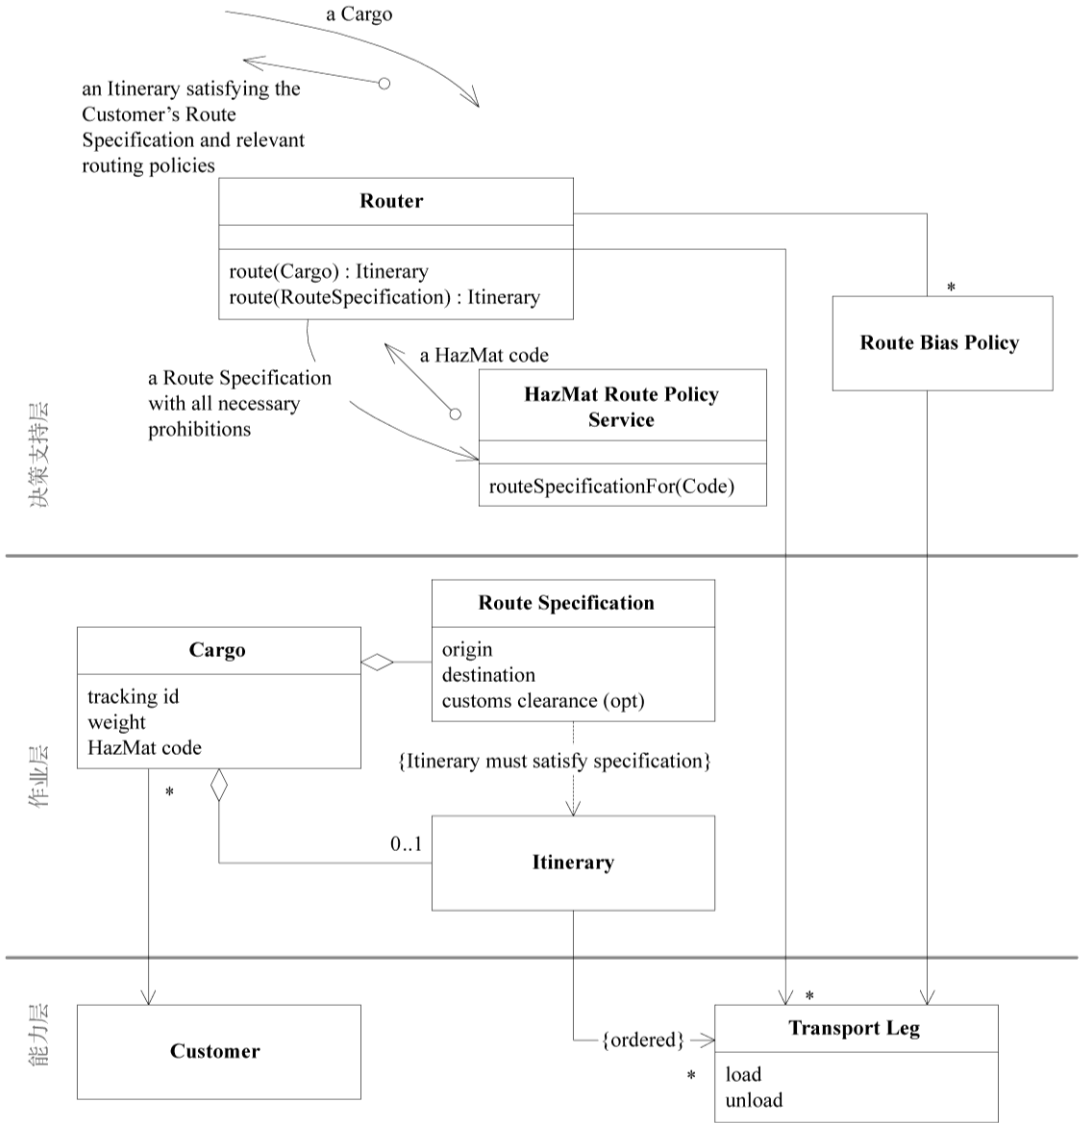 a Cargo
an Itinerary satisfying the
Customer's Route
Specification and relevant
routing policies
Router
route(Cargo) : Itinerary
route(RouteSpecification) : Itinerary
*
Route Bias Policy
a HazMat code
a Route Specification
with all necessary
prohibitions
HazMat Route Policy
Service
routeSpecificationFor(Code)
决策支持层
Route Specification
origin
destination
customs clearance (opt)
Cargo
tracking id
weight
HazMat code
{Itinerary must satisfy specification}
*
0..1
Itinerary
作业层
Customer
{ordered}
*
*
Transport Leg
load
unload
能力层